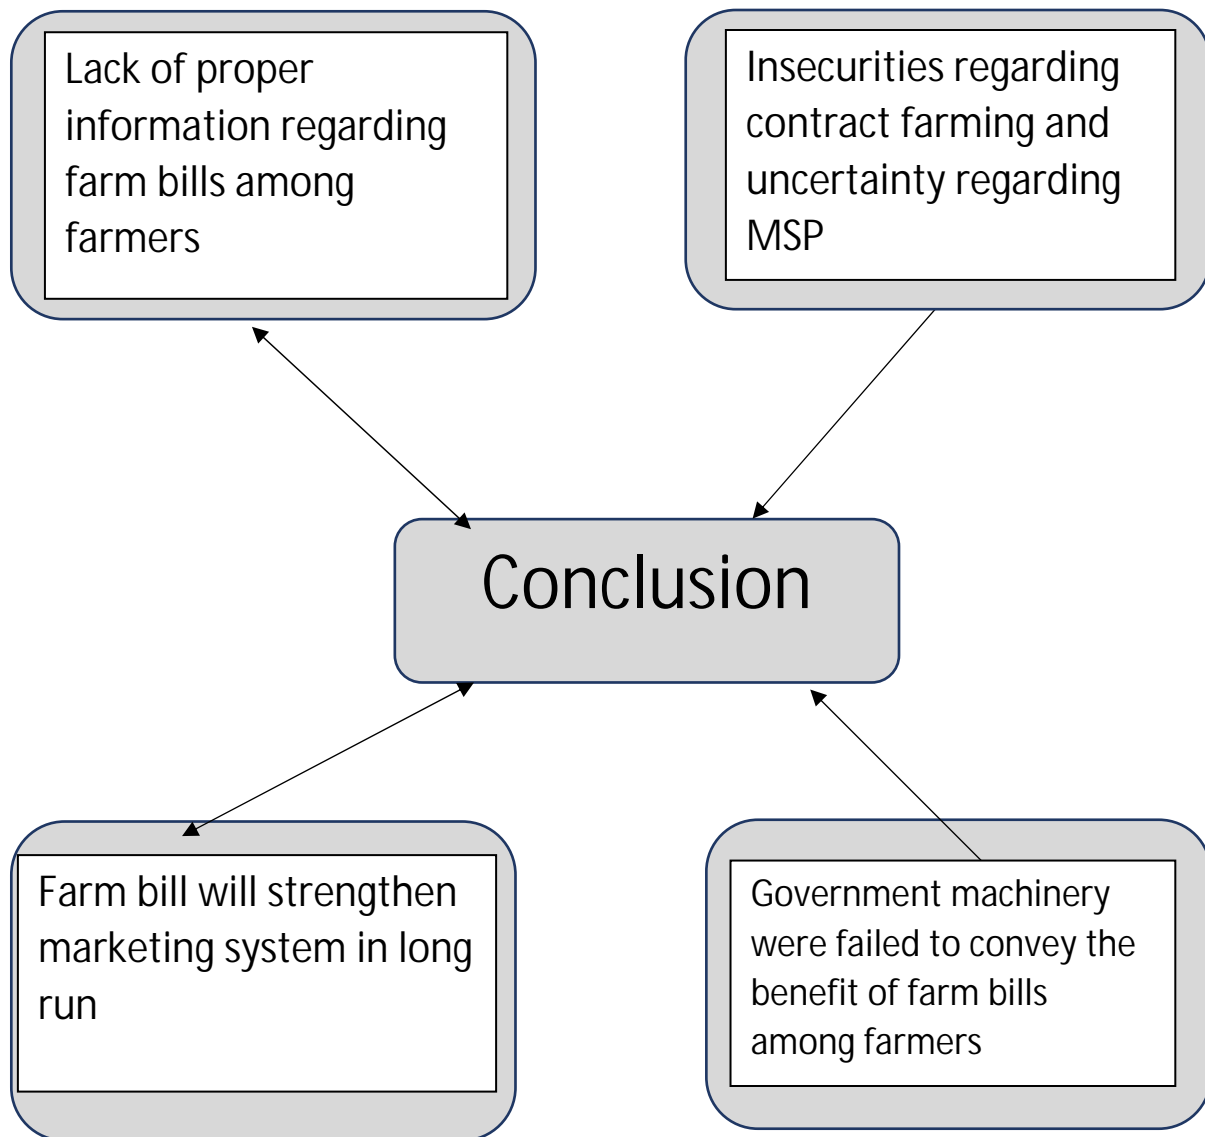 Lack of proper
information regarding
farm bills among
farmers
Insecurities regarding
contract farming and
uncertainty regarding
MSP
Conclusion
Farm bill will strengthen
marketing system in long
run
Government machinery
were failed to convey the
benefit of farm bills
among farmers